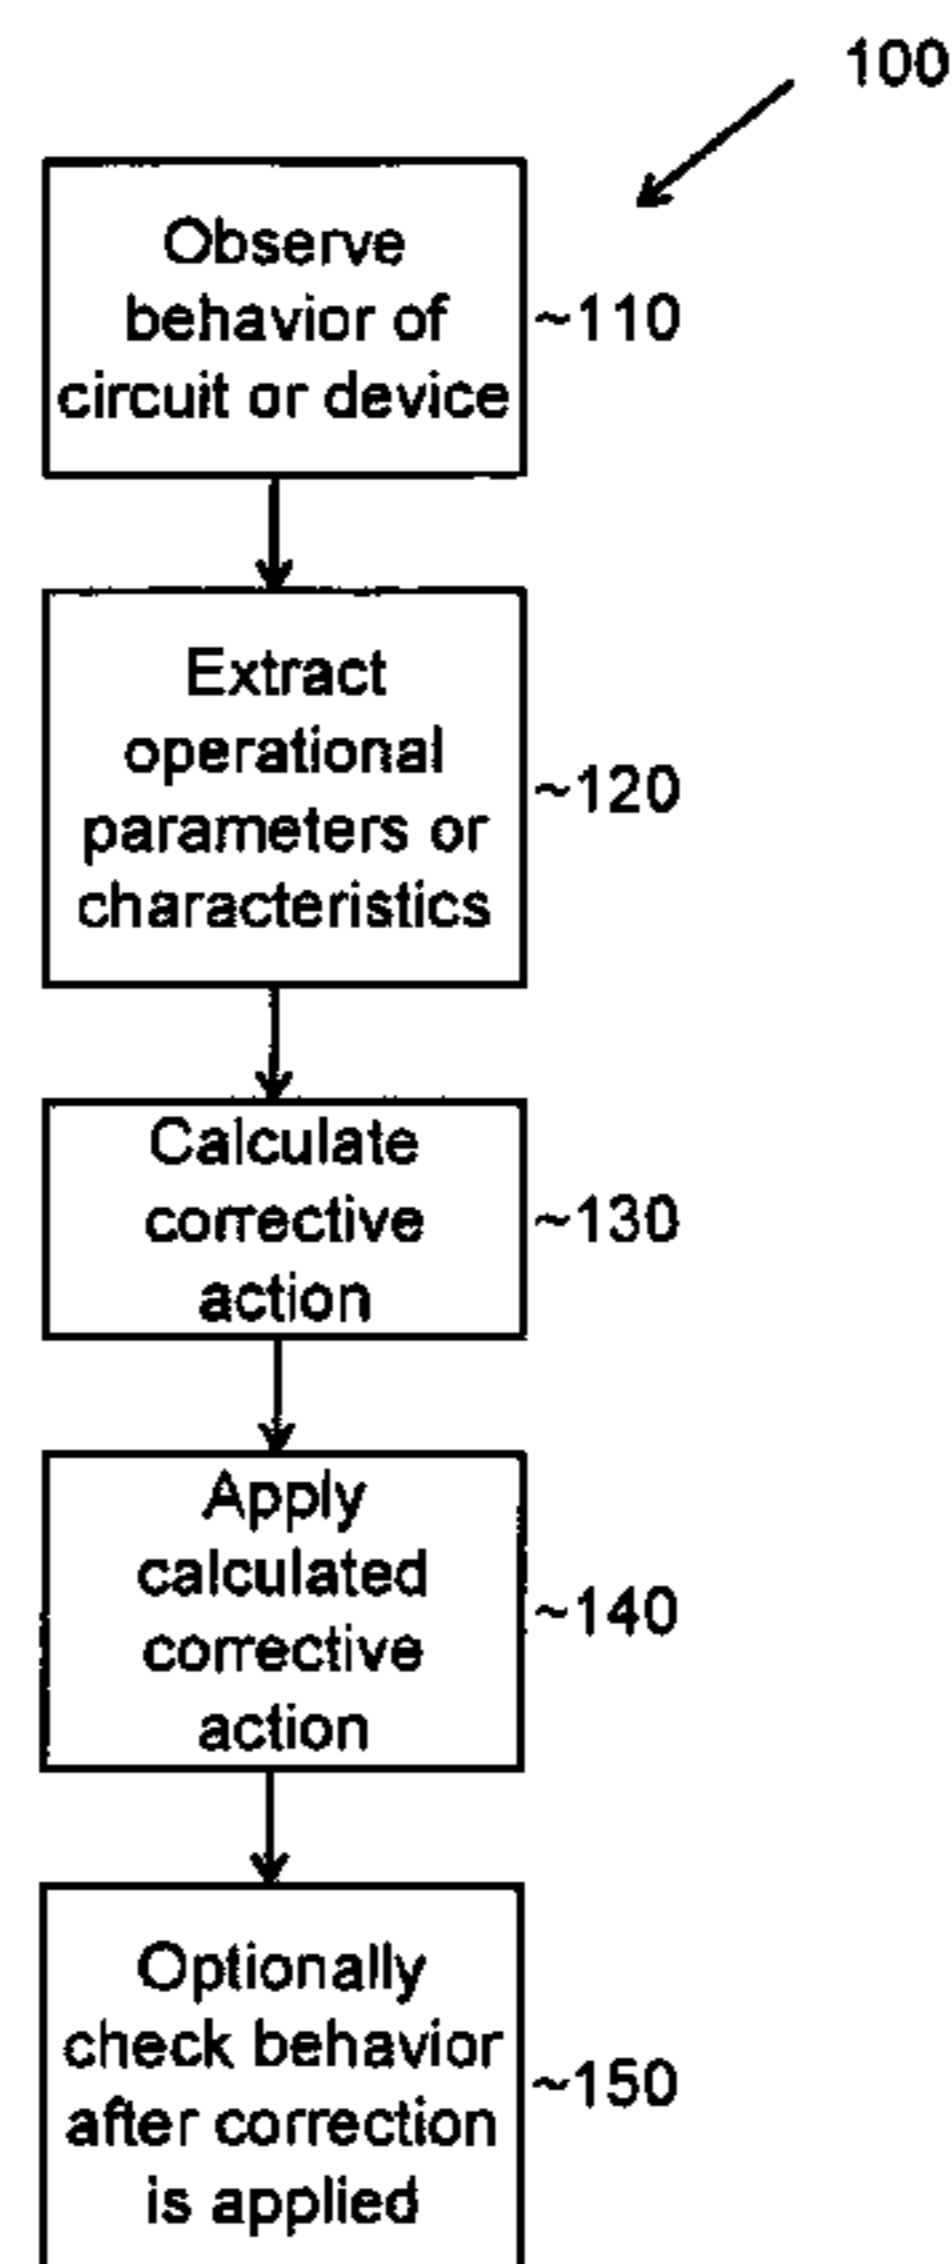 100
Observe
behavior of
circuit or device
~110
Extract
operational
parameters or
characteristics
~120
Calculate
corrective
action
~130
Apply
calculated
corrective
action
~140
Optionally
check behavior
after correction
is applied
~150